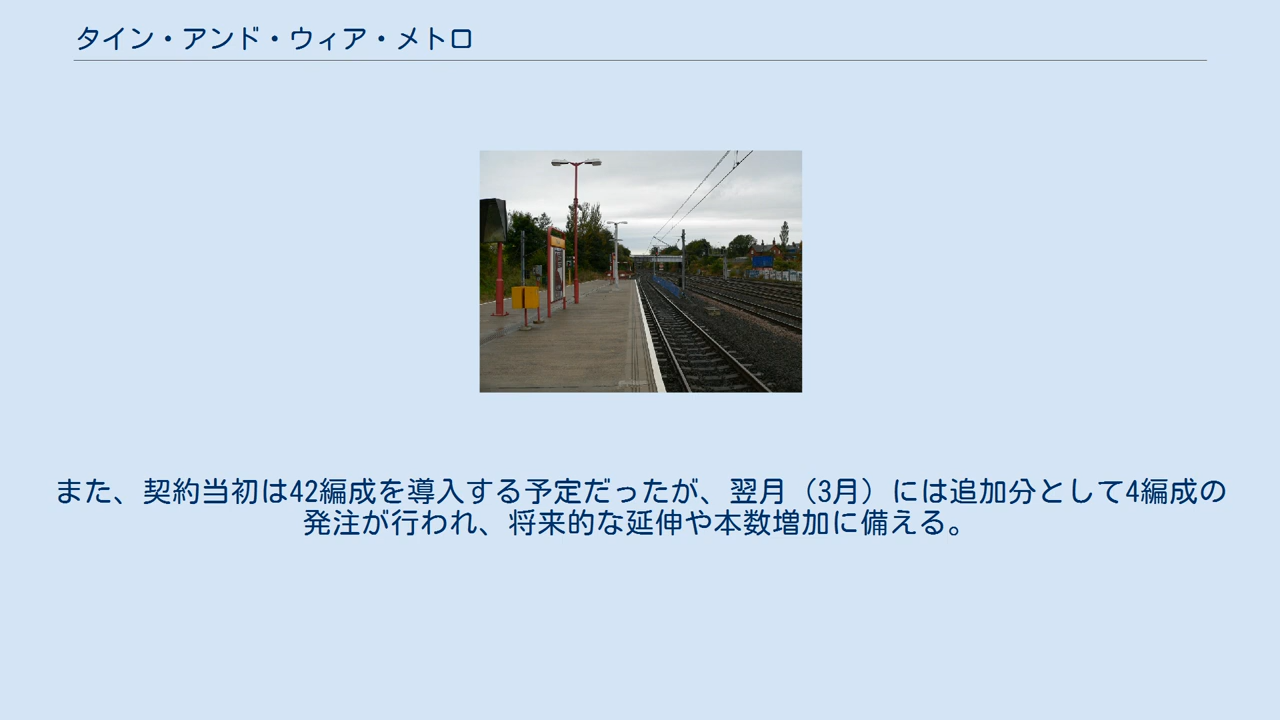 タイン・アンド・ウィア・メトロ
また、契約当初は42編成を導入する予定だったが、翌月（3月）には追加分として4編成の
発注が行われ、将来的な延伸や本数増加に備える。